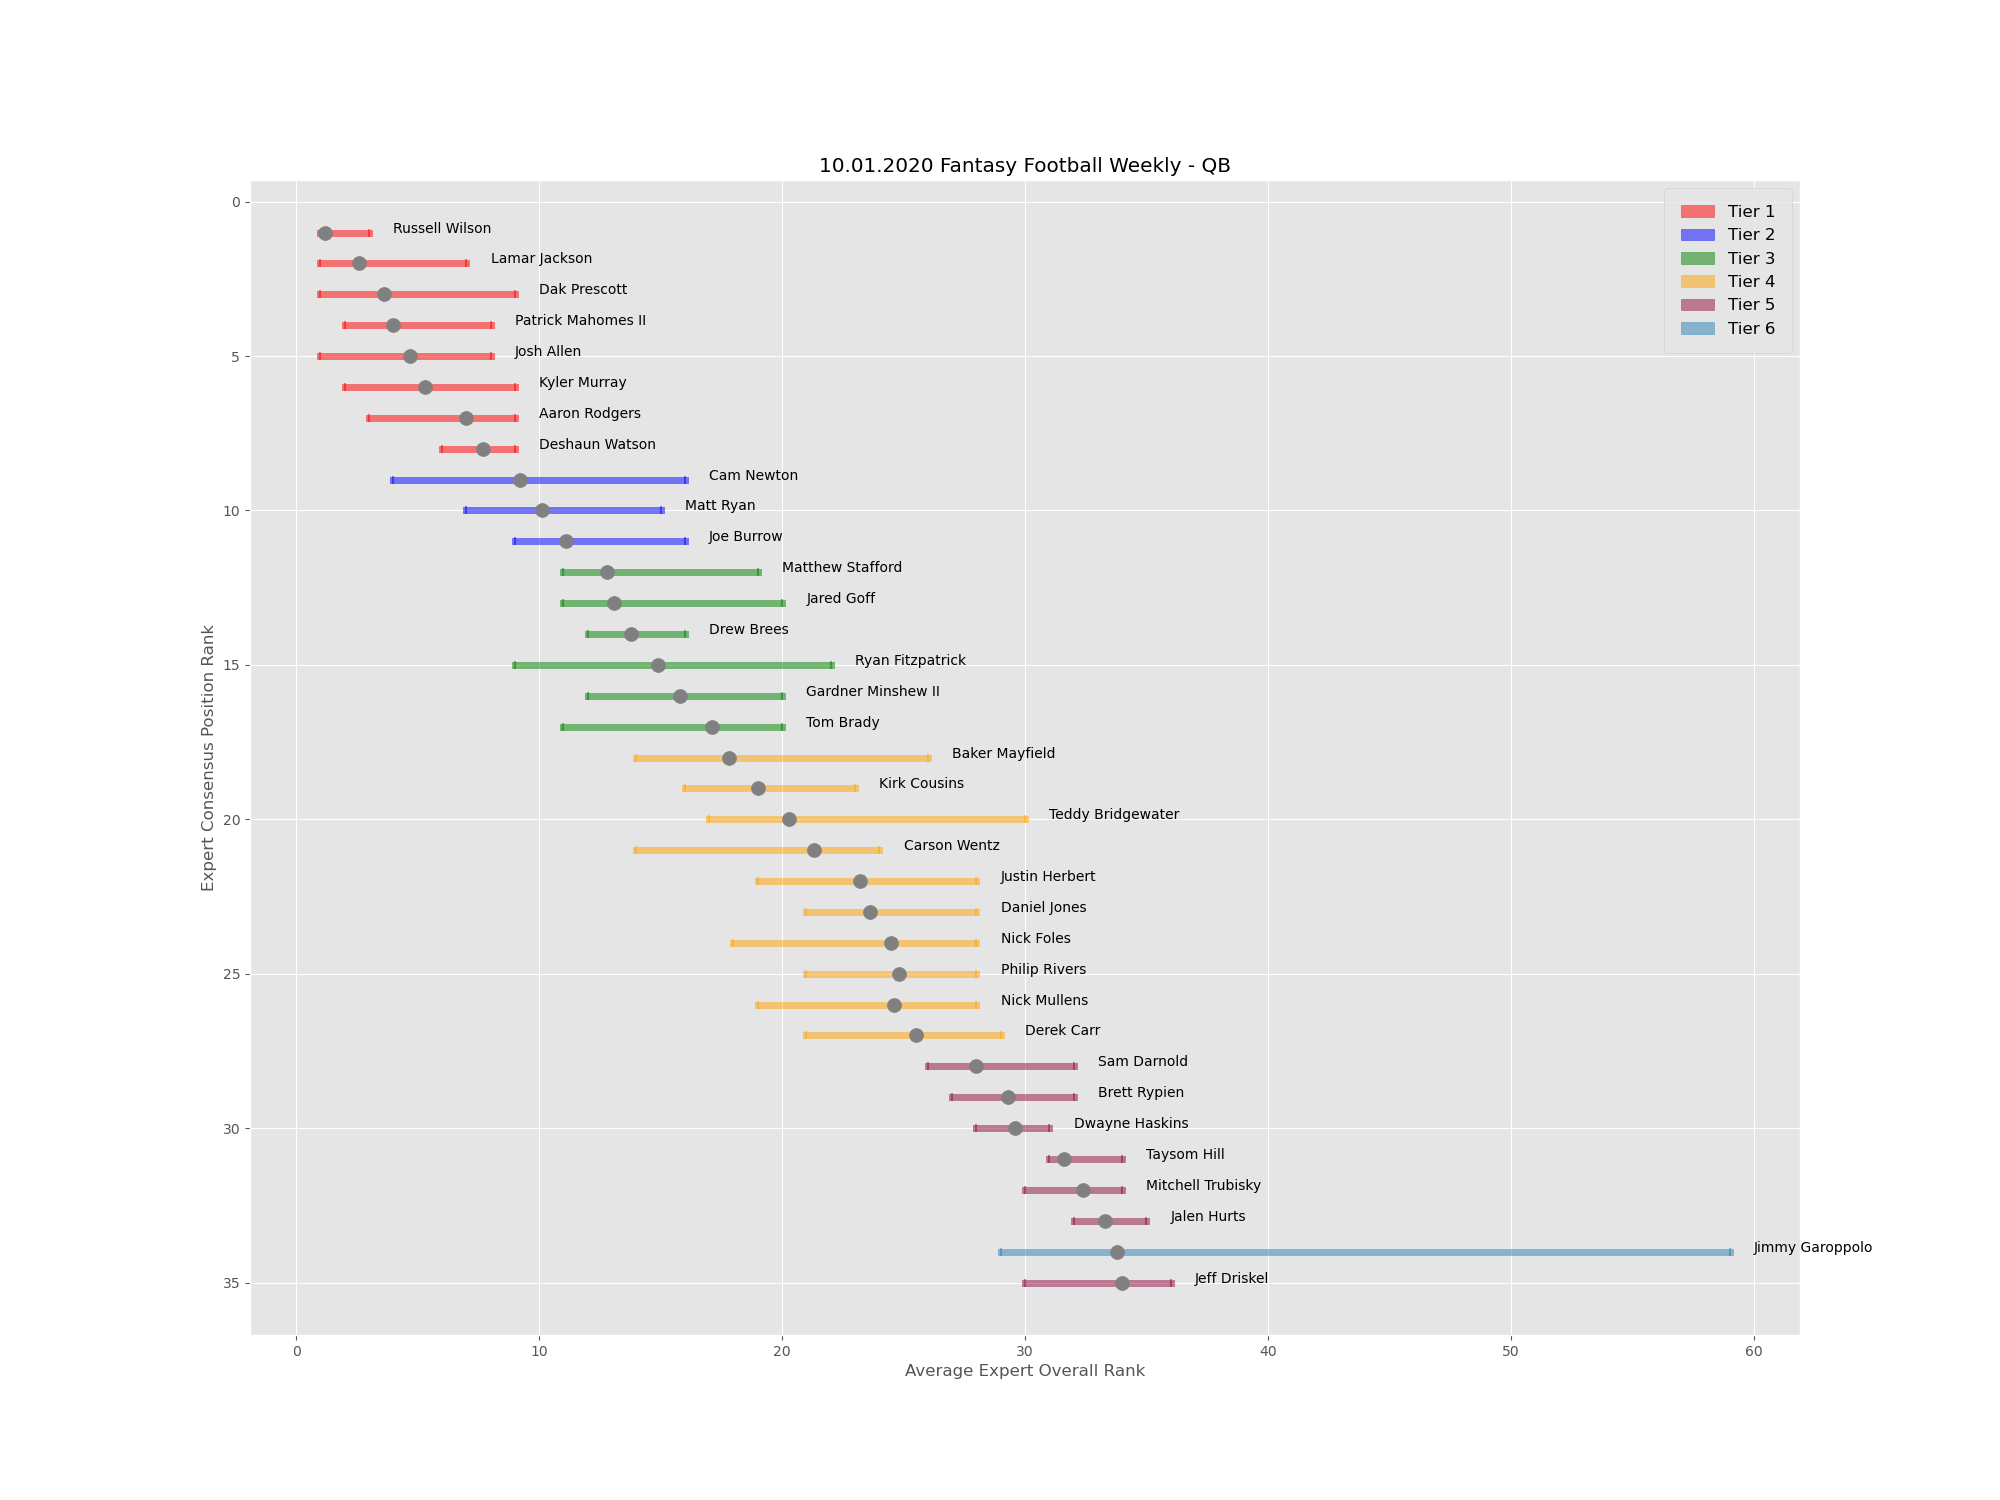 10.01.2020 Fantasy Football Weekly - QB
Tier 1
Tier 2
Tier 3
Tier 4
Tier 5
Tier 6
Russell Wilson
Lamar Jackson
Dak Prescott
Patrick Mahomes II
Josh Allen
Kyler Murray
Aaron Rodgers
Deshaun Watson
Cam Newton
Matt Ryan
Joe Burrow
Matthew Stafford
Jared Goff
Drew Brees
Ryan Fitzpatrick
Gardner Minshew II
Tom Brady
Baker Mayfield
Kirk Cousins
Teddy Bridgewater
Carson Wentz
Justin Herbert
Daniel Jones
Nick Foles
Philip Rivers
Nick Mullens
Derek Carr
Sam Darnold
Brett Rypien
Dwayne Haskins
Taysom Hill
Mitchell Trubisky
Jalen Hurts
Jimmy Garoppolo
Jeff Driskel
Expert Consensus Position Rank
0
5
10
15
20
25
30
35
0 10 20 30 40 50 60
Average Expert Overall Rank